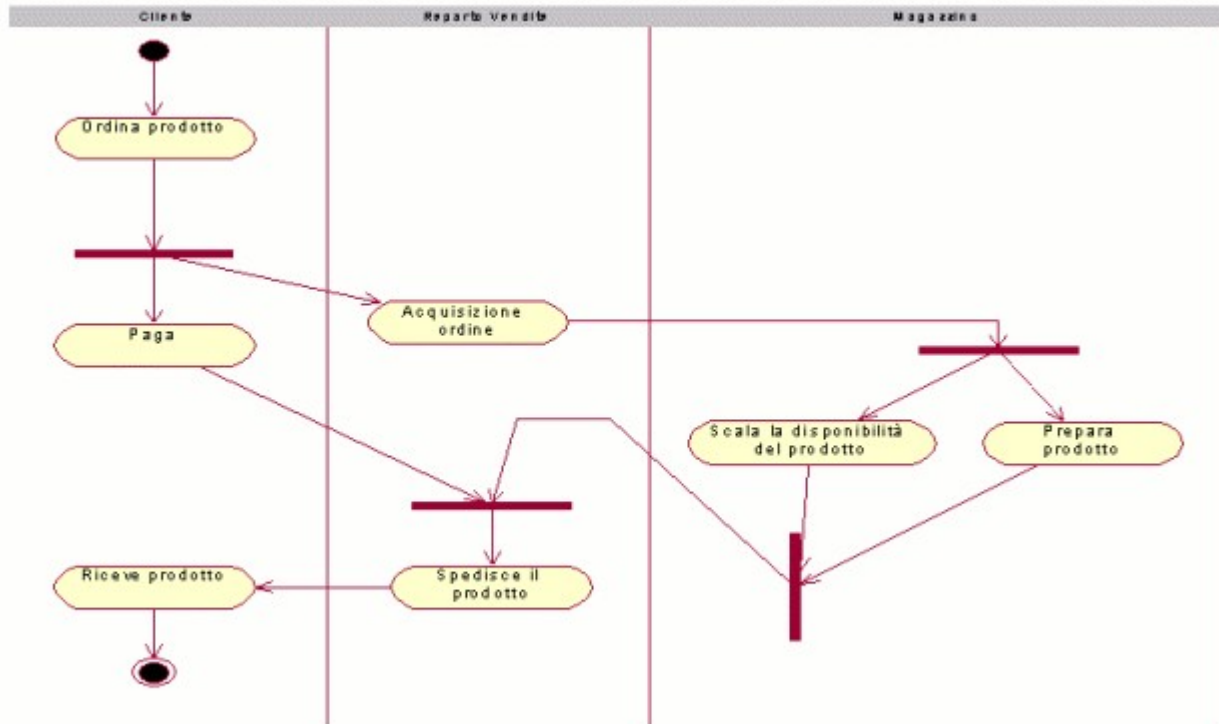 Cliente
Reparto Vendite
Magazzino
Ordina prodotto
Acquisizione
ordine
Paga
Scala la disponibilità
del prodotto
Prepara
prodotto
Riceve prodotto
Spedisce il
prodotto